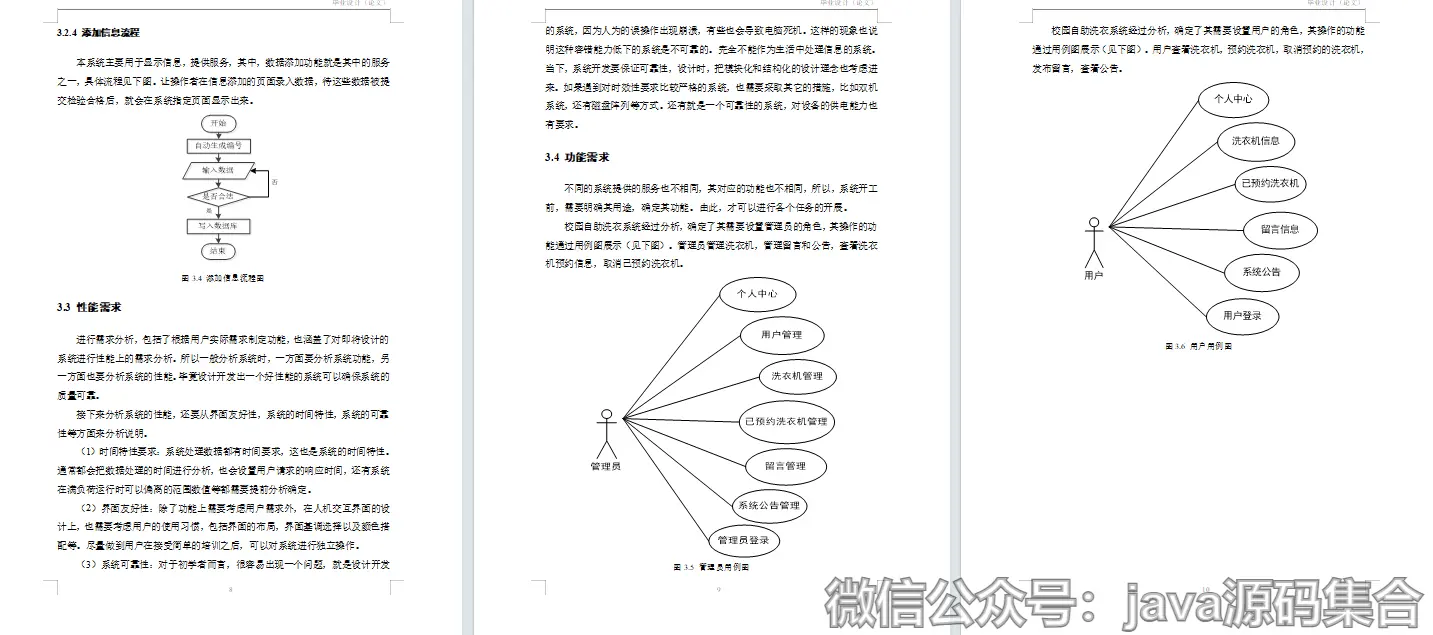 毕业设计（论文）
3.2.4 添加信息流程
本系统主要用于显示信息，提供服务，其中，数据添加功能就是其中的服务
之一，具体流程见下图。让操作者在信息添加的页面录入数据，待这些数据被提
交检验合格后，就会在系统指定页面显示出来。
开始
自动生成编号
输入数据
否
是否合法
是
写入数据库
结束
图 3.4 添加信息流程图
3.3 性能需求
进行需求分析，包括了根据用户实际需求制定功能，也涵盖了对即将设计的
系统进行性能上的需求分析。所以一般分析系统时，一方面要分析系统功能，另
一方面也要分析系统的性能。毕竟设计开发出一个好性能的系统可以确保系统的
质量可靠。
接下来分析系统的性能，还要从界面友好性，系统的时间特性，系统的可靠
性等方面来分析说明。
（1）时间特性要求：系统处理数据都有时间要求，这也是系统的时间特性。
通常都会把数据处理的时间进行分析，也会设置用户请求的响应时间，还有系统
在满负荷运行时可以偏离的范围数值等都需要提前分析确定。
（2）界面友好性：除了功能上需要考虑用户需求外，在人机交互界面的设
计上，也需要考虑用户的使用习惯，包括界面的布局，界面基调选择以及颜色搭
配等。尽量做到用户在接受简单的培训之后，可以对系统进行独立操作。
（3）系统可靠性：对于初学者而言，很容易出现一个问题，就是设计开发
8
毕业设计（论文）
的系统，因为人为的误操作出现崩溃，有些也会导致电脑死机。这样的现象也说
明这种容错能力低下的系统是不可靠的。完全不能作为生活中处理信息的系统。
当下，系统开发要保证可靠性，设计时，把模块化和结构化的设计理念也考虑进
来。如果遇到对时效性要求比较严格的系统，也需要采取其它的措施，比如双机
系统，还有磁盘阵列等方式。还有就是一个可靠性的系统，对设备的供电能力也
有要求。
3.4 功能需求
不同的系统提供的服务也不相同，其对应的功能也不相同，所以，系统开工
前，需要明确其用途，确定其功能。由此，才可以进行各个任务的开展。
校园自助洗衣系统经过分析，确定了其需要设置管理员的角色，其操作的功
能通过用例图展示（见下图）。管理员管理洗衣机，管理留言和公告，查看洗衣
机预约信息，取消已预约洗衣机。
个人中心
用户管理
洗衣机管理
已预约洗衣机管理
留言管理
系统公告管理
管理员登录
管理员
图 3.5 管理员用例图
9
毕业设计（论文）
校园自助洗衣系统经过分析，确定了其需要设置用户的角色，其操作的功能
通过用例图展示（见下图）。用户查看洗衣机，预约洗衣机，取消预约的洗衣机，
发布留言，查看公告。
个人中心
洗衣机信息
已预约洗衣机
留言信息
系统公告
用户登录
用户
图 3.6 用户用例图
10
微信公众号：java源码集合